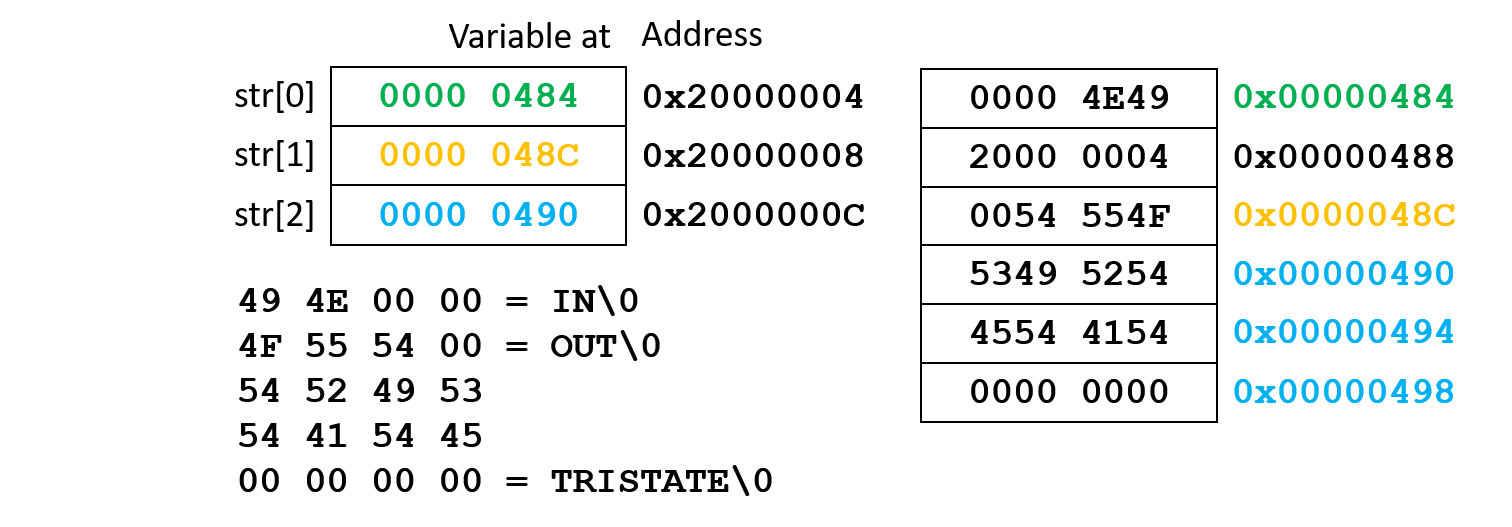 Variable at Address
str[0] 0000 0484 0x20000004 0000 4E49 0x00000484
str[1] 0000 048C 0x20000008 2000 0004 0x00000488
str[2] 0000 0490 0x2000000C 0054 554F 0x0000048C
5349 5254 0x00000490
49 4E 00 00 = IN\0
4F 55 54 00 = OUT\0 4554 4154 0x00000494
54 52 49 53 0000 0000 0x00000498
54 41 54 45
00 00 00 00 = TRISTATE\0